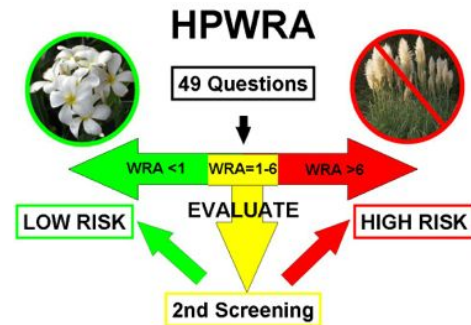 HPWRA
49 Questions
WRA <1
WRA=1-6
WRA >6
EVALUATE
LOW RISK
HIGH RISK
2nd Screening